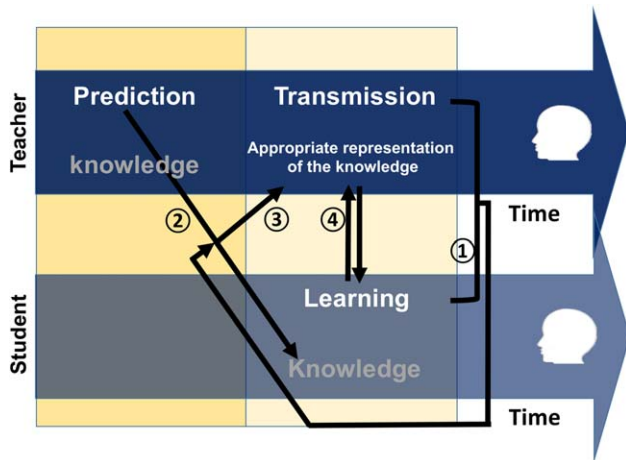 Teacher
Prediction
Transmission
knowledge
Appropriate representation
of the knowledge
②
③
④
①
Time
Student
Learning
Knowledge
Time